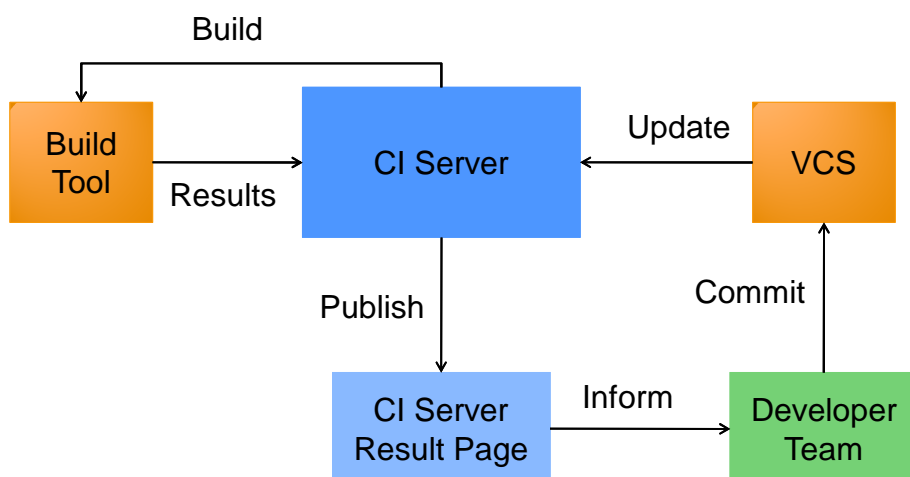 Build
Build
Tool
Results
CI Server
Update
VCS
Publish
Commit
CI Server
Result Page
Inform
Developer
Team